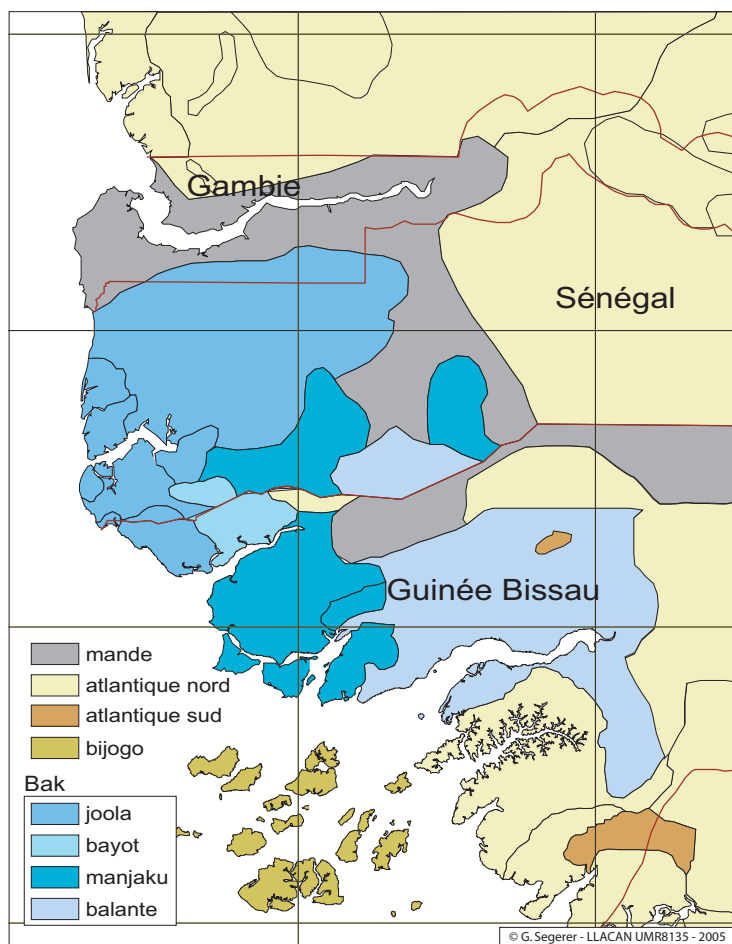 Gambie
Sénégal
Guinée Bissau
mande
atlantique nord
atlantique sud
bijogo
Bak
joola
bayot
manjaku
balante
© G. Segerer - LLACAN UMR8135 - 2005